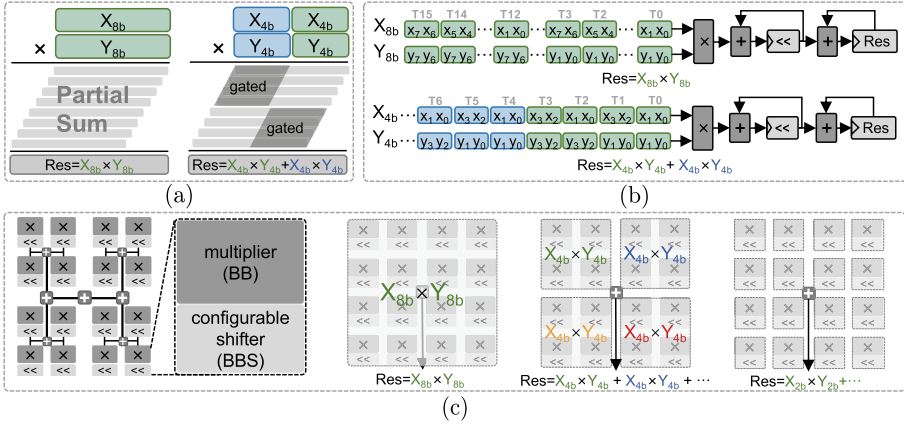 X8b
Y8b
×
Partial
Sum
Res=X8b×Y8b
X4b X4b
× Y4b Y4b
gated
gated
Res=X4b×Y4b+X4b×Y4b
(a)
T15 T14 T12 T3 T2 T0
X8b x7 x6 x5 x4 ··· x1 x0 ··· x7 x6 x5 x4 ··· x1 x0
Y8b y7 y6 y7 y6 ··· y7 y6 ··· y1 y0 y1 y0 ··· y1 y0
× + << + Res
Res=X8b×Y8b
T6 T5 T4 T3 T2 T1 T0
X4b ··· x1 x0 x3 x2 x1 x0 x3 x2 x1 x0 x3 x2 x1 x0
Y4b ··· y3 y2 y1 y0 y1 y0 y3 y2 y3 y2 y1 y0 y1 y0
× + << + Res
Res=X4b×Y4b + X4b×Y4b
(b)
× × × ×
<< << << <<
+ +
× × × ×
<< << << <<
+ + +
× × × ×
<< << << <<
+ +
× × × ×
<< << << <<
multiplier
(BB)
configurable
shifter
(BBS)
× × × ×
<< << << <<
× × × ×
<< << << <<
X8b×Y8b
× × × ×
<< << << <<
× × × ×
<< << << <<
Res=X8b×Y8b
× × × ×
<< << << <<
X4b×Y4b X4b×Y4b
× × × ×
<< << << <<
+
× × × ×
<< << << <<
X4b×Y4b X4b×Y4b
× × × ×
<< << << <<
Res=X4b×Y4b + X4b×Y4b + ···
× × × ×
<< << << <<
× × × ×
<< << << <<
+
× × × ×
<< << << <<
× × × ×
<< << << <<
Res=X2b×Y2b+···
(c)